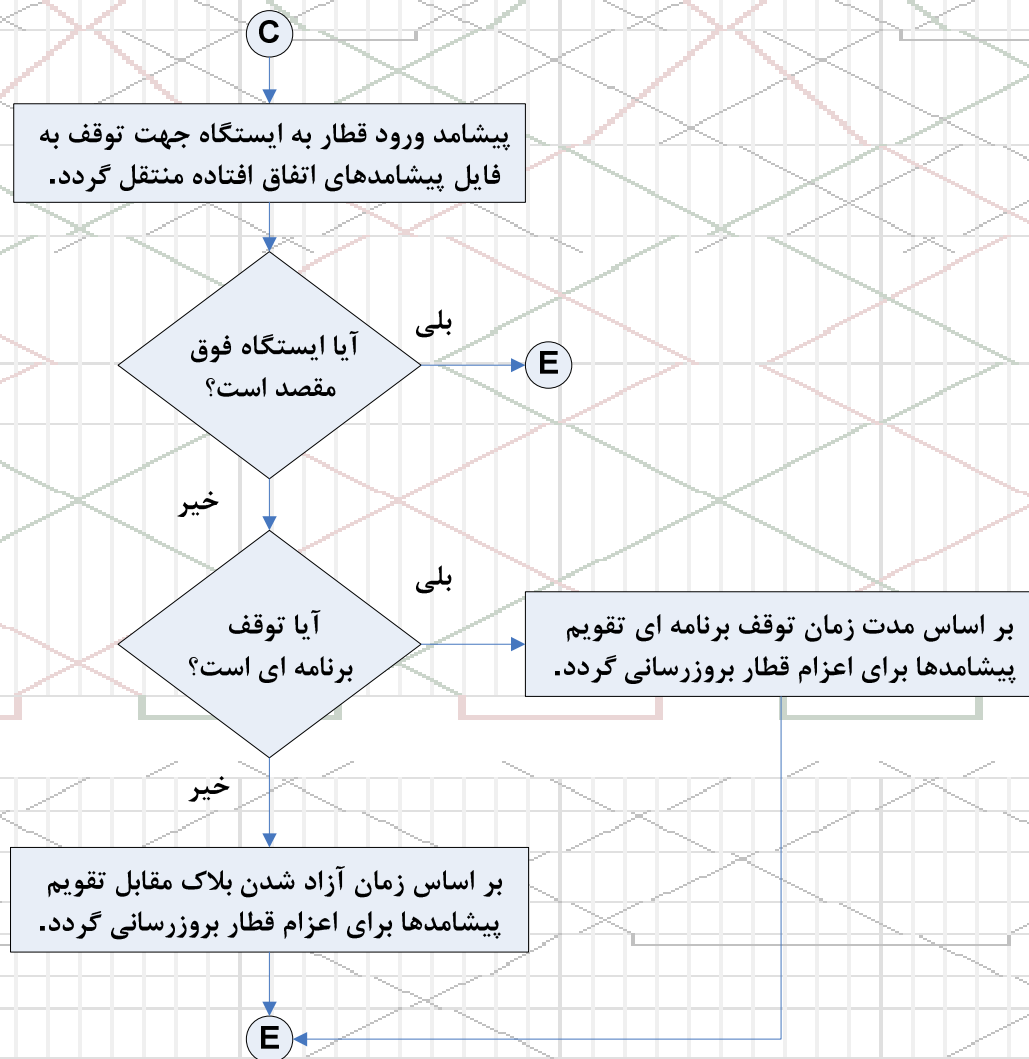 C
پیشامد ورود قطار به ایستگاه جهت توقف به
فایل پیشامدهای اتفاق افتاده منتقل گردد.
بلی
آیا ایستگاه فوق
مقصد است؟
E
خیر
بلی
آیا توقف
برنامه ای است؟
بر اساس مدت زمان توقف برنامه ای تقویم
پیشامدها برای اعزام قطار بروزرسانی گردد.
خیر
بر اساس زمان آزاد شدن بلاک مقابل تقویم
پیشامدها برای اعزام قطار بروزرسانی گردد.
E